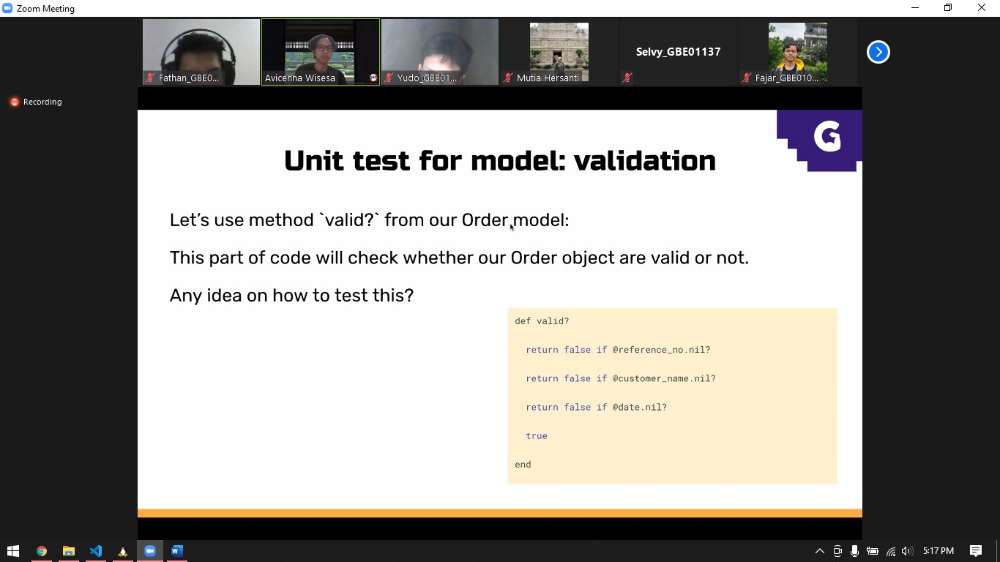 Zoom Meeting
Fathan_GBE0...
Avicenna Wisesa
Yudo_GBE01...
Mutia Hersanti
Selvy_GBE01137
Fajar_GBE010...
Recording
G
Unit test for model: validation
Let's use method `valid?` from our Order model:
This part of code will check whether our Order object are valid or not.
Any idea on how to test this?
def valid?
return false if @reference_no.nil?
return false if @customer_name.nil?
return false if @date.nil?
true
end
5:17 PM